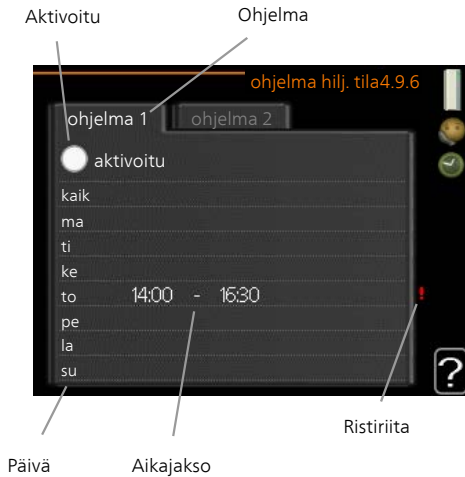 Aktivoitu
Ohjelma
ohjelma hilj. tila4.9.6
ohjelma 1
ohjelma 2
aktivoitu
kaik
ma
ti
ke
to 14:00 - 16:30 !
pe
la
su
?
Ristiriita
Päivä
Aikajakso